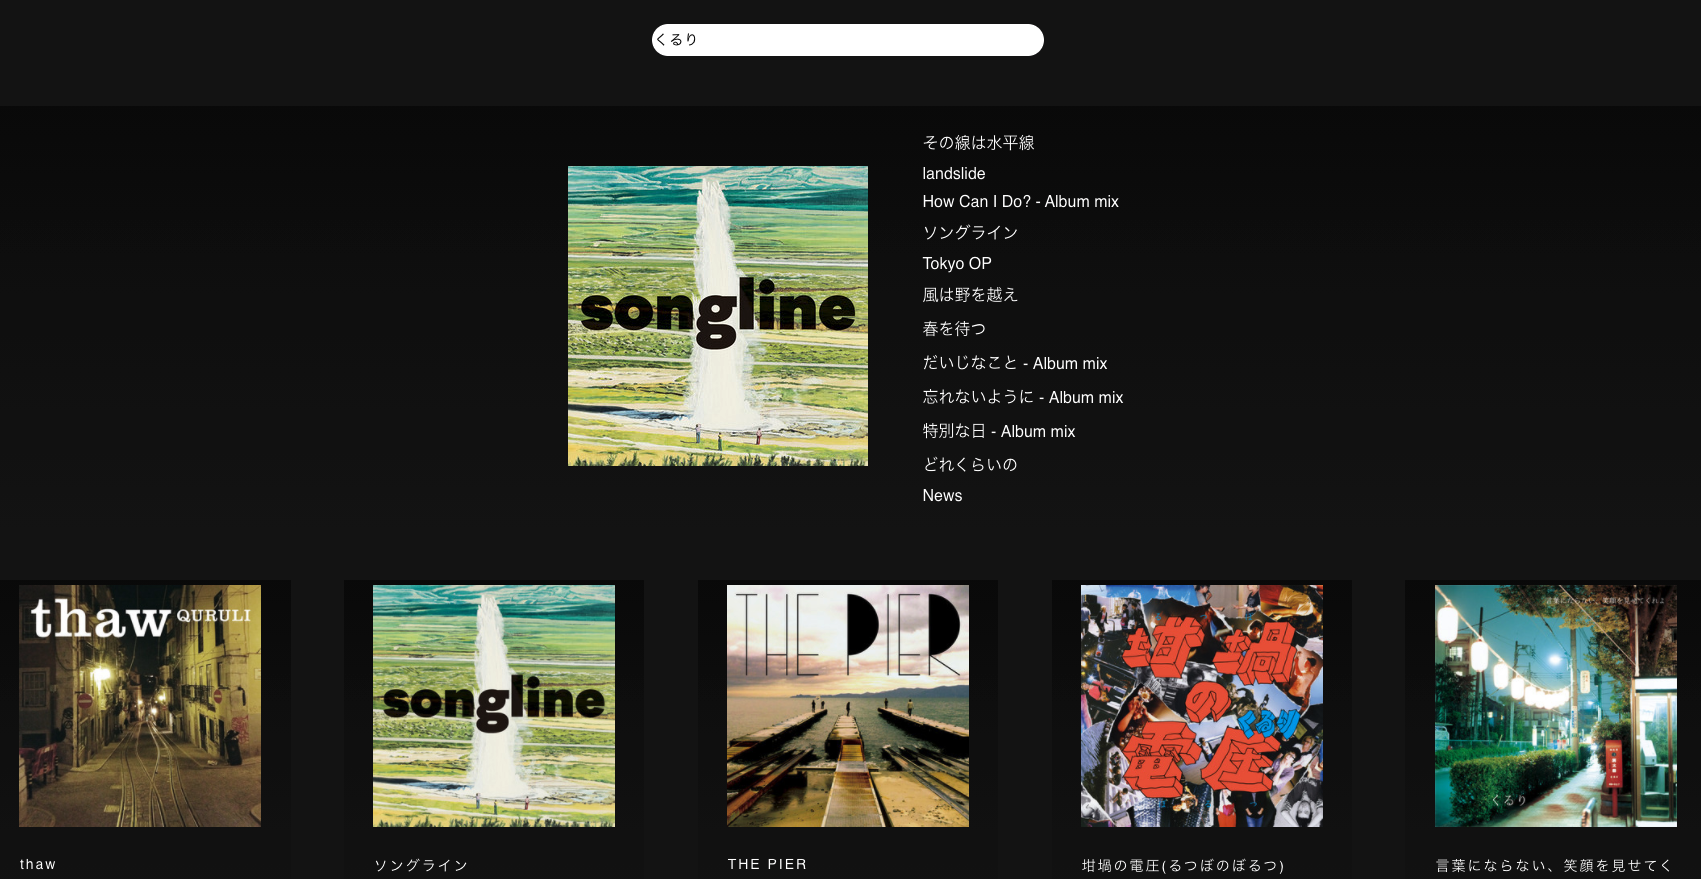 くるり
その線は水平線
landslide
How Can I Do? - Album mix
ソングライン
Tokyo OP
風は野を越え
春を待つ
だいじなこと - Album mix
忘れないように - Album mix
特別な日 - Album mix
どれくらいの
News
songline
thaw QURULI
songline
THE PIER
坩堝の電圧
くるり
言葉にならない、笑顔を見せてくれよ
くるり
thaw
ソングライン
THE PIER
坩堝の電圧(るつぼのぼるつ)
言葉にならない、笑顔を見せてく